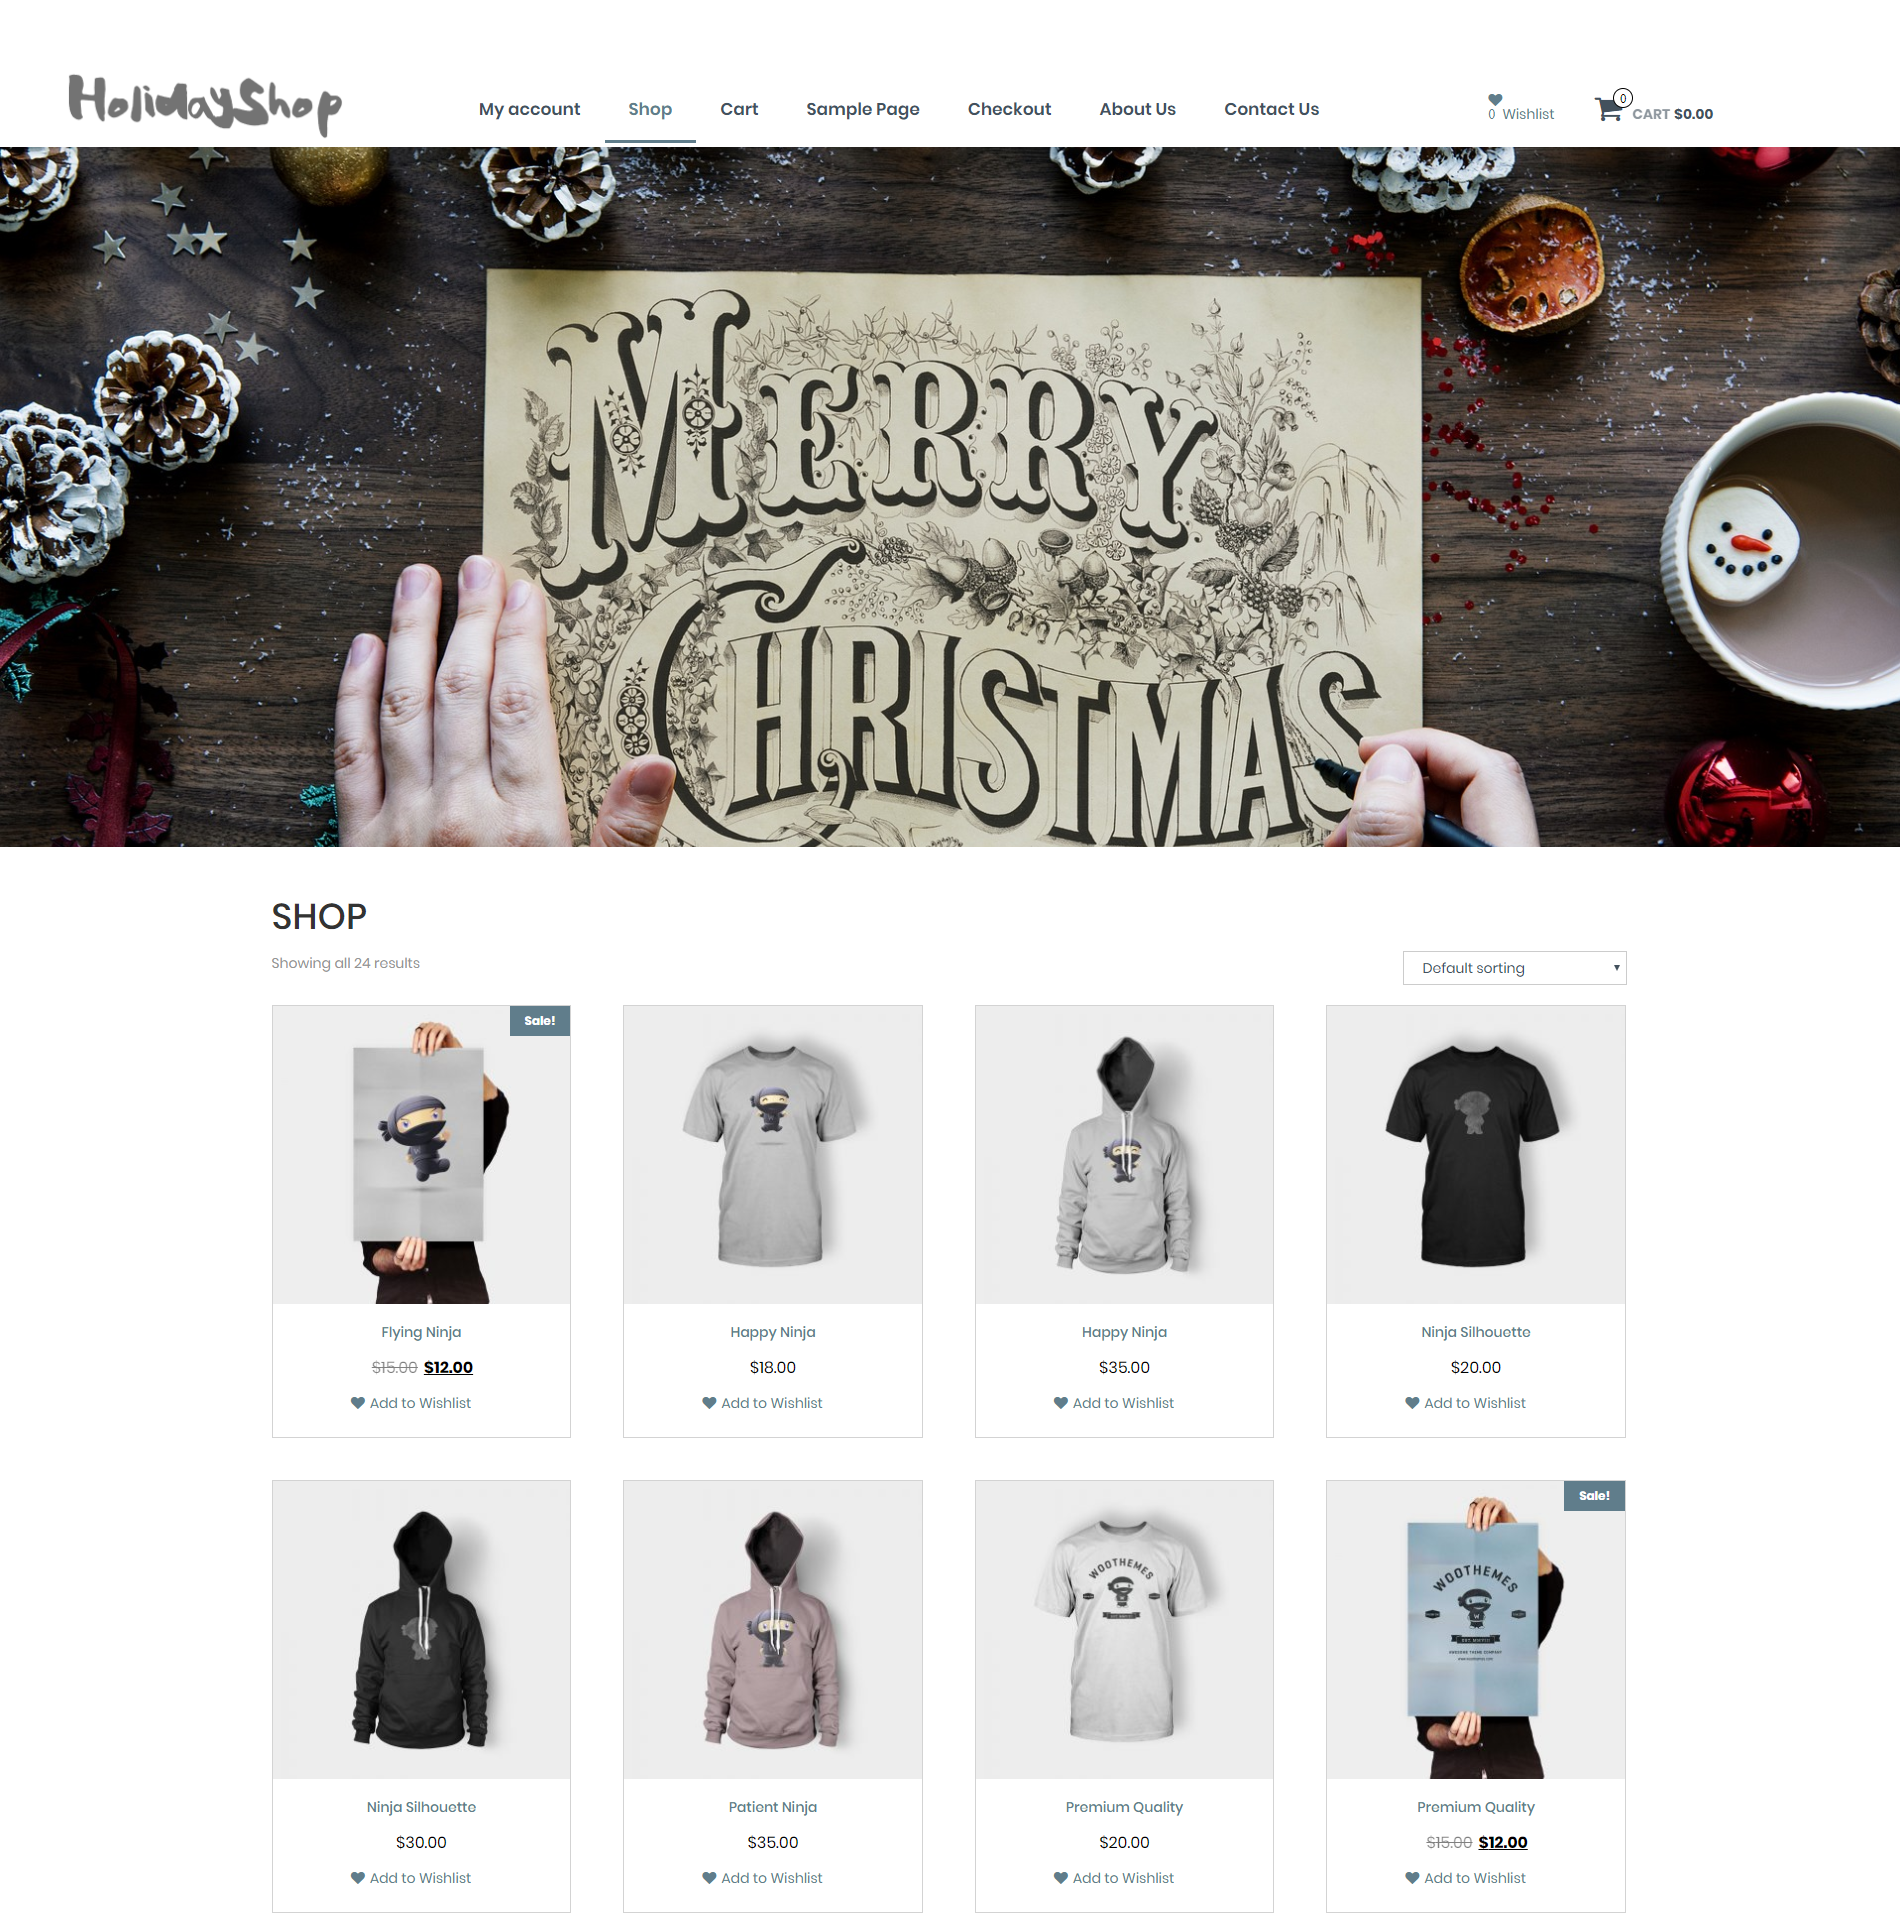 HolidayShop
My account Shop Cart Sample Page Checkout About Us Contact Us
0 Wishlist
0
CART $0.00
MERRY
CHRISTMAS
SHOP
Showing all 24 results
Default sorting
Sale!
Flying Ninja
$15.00 $12.00
Add to Wishlist
Happy Ninja
$18.00
Add to Wishlist
Happy Ninja
$35.00
Add to Wishlist
Ninja Silhouette
$20.00
Add to Wishlist
Ninja Silhouette
$30.00
Add to Wishlist
Patient Ninja
$35.00
Add to Wishlist
WOOTHEMES
Premium Quality
$20.00
Add to Wishlist
Sale!
WOOTHEMES
W
Premium Quality
$15.00 $12.00
Add to Wishlist